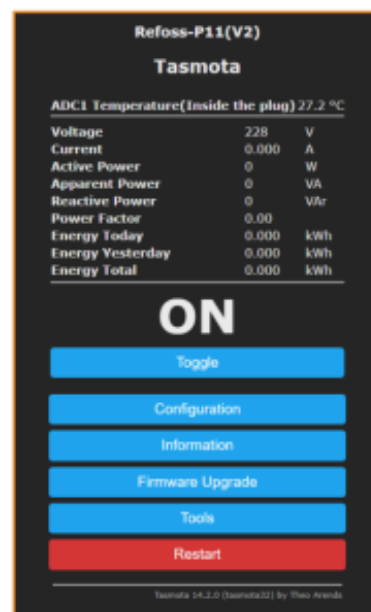 Refoss-P11(V2)
Tasmota
ADC1 Temperature(Inside the plug) 27.2 °C
Voltage 228 V
Current 0.000 A
Active Power 0 W
Apparent Power 0 VA
Reactive Power 0 VAr
Power Factor 0.00
Energy Today 0.000 kWh
Energy Yesterday 0.000 kWh
Energy Total 0.000 kWh
ON
Toggle
Configuration
Information
Firmware Upgrade
Tools
Restart
Tasmota 14.2.0 (tasmota32) by Theo Arends